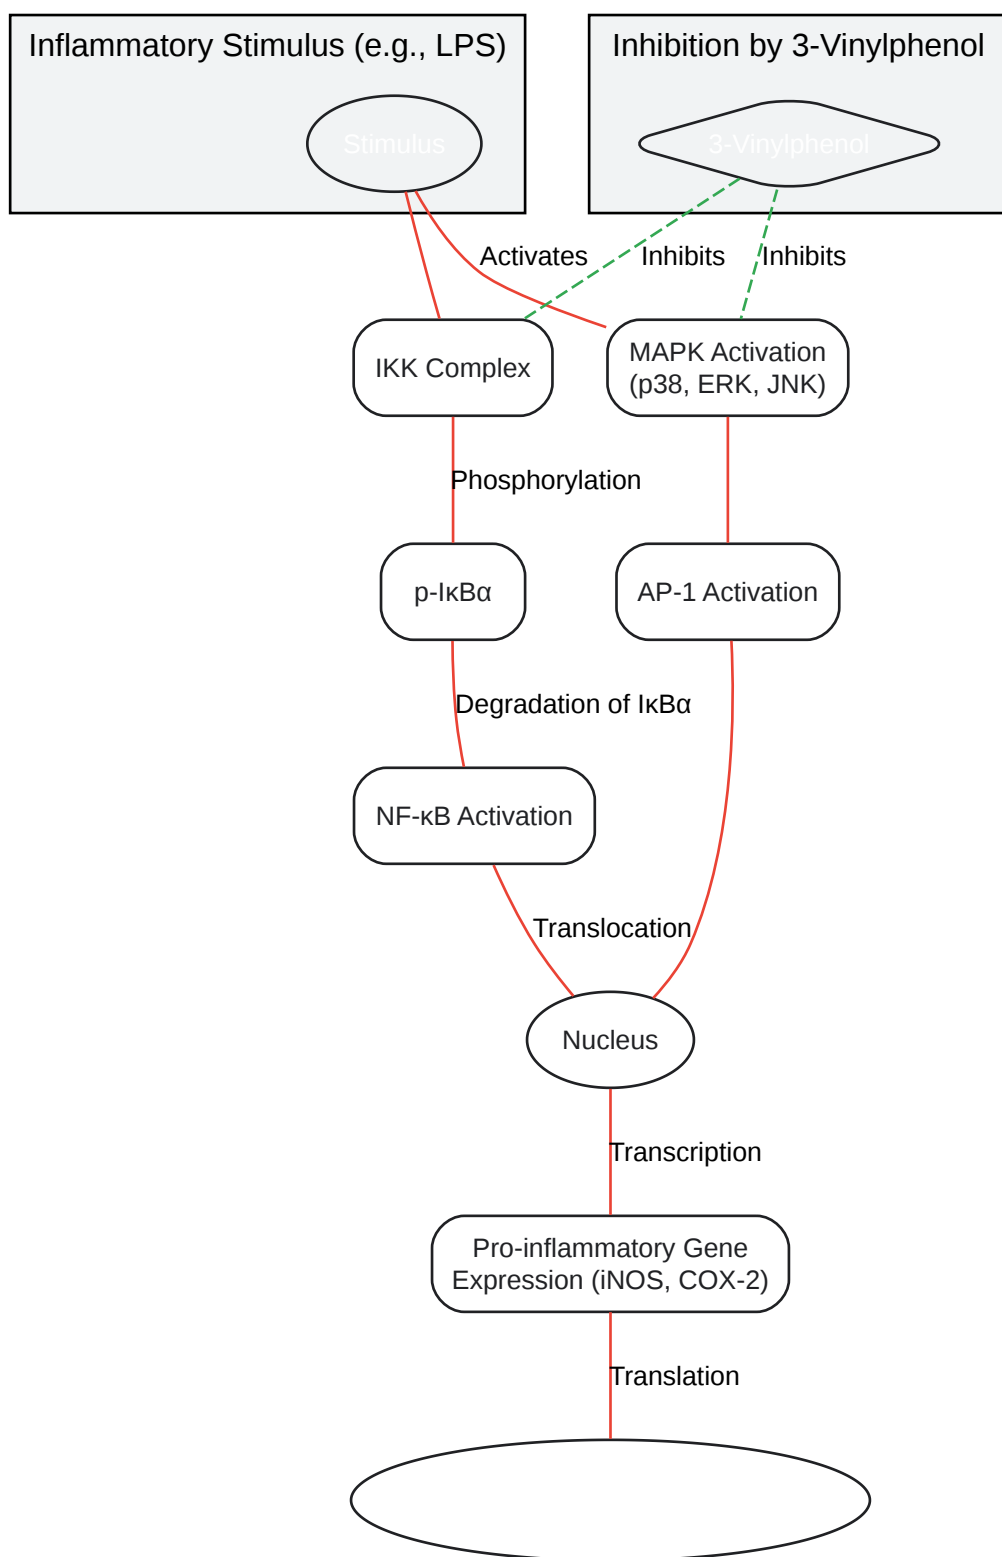 Inflammatory Stimulus (e.g., LPS)
Inhibition by 3-Vinylphenol
Stimulus
3-Vinylphenol
Activates
Inhibits
Inhibits
IKK Complex
MAPK Activation
(p38, ERK, JNK)
Phosphorylation
p-IκBα
AP-1 Activation
Degradation of IκBα
NF-κB Activation
Translocation
Nucleus
Transcription
Pro-inflammatory Gene
Expression (iNOS, COX-2)
Translation